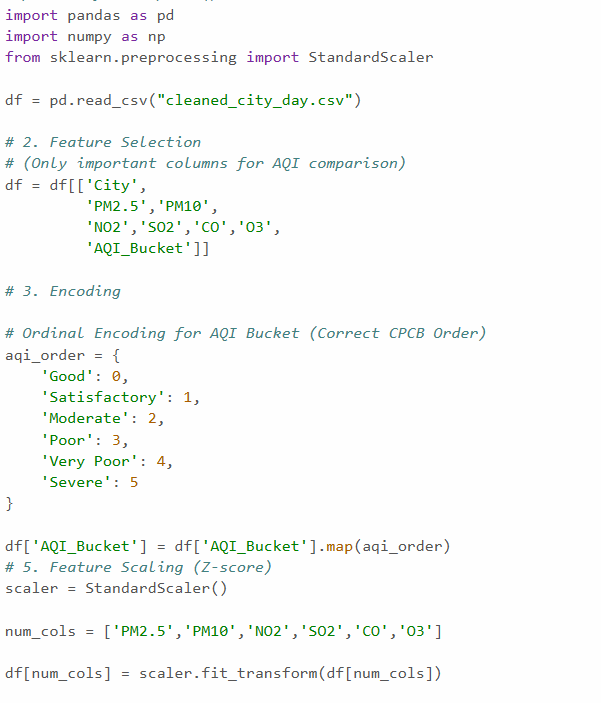 import pandas as pd
import numpy as np
from sklearn.preprocessing import StandardScaler
df = pd.read_csv("cleaned_city_day.csv")
# 2. Feature Selection
# (Only important columns for AQI comparison)
df = df[['City',
'PM2.5','PM10',
'NO2','SO2','CO','O3',
'AQI_Bucket']]
# 3. Encoding
# Ordinal Encoding for AQI Bucket (Correct CPCB Order)
aqi_order = {
'Good': 0,
'Satisfactory': 1,
'Moderate': 2,
'Poor': 3,
'Very Poor': 4,
'Severe': 5
}
df['AQI_Bucket'] = df['AQI_Bucket'].map(aqi_order)
# 5. Feature Scaling (Z-score)
scaler = StandardScaler()
num_cols = ['PM2.5','PM10','NO2','SO2','CO','O3']
df[num_cols] = scaler.fit_transform(df[num_cols])